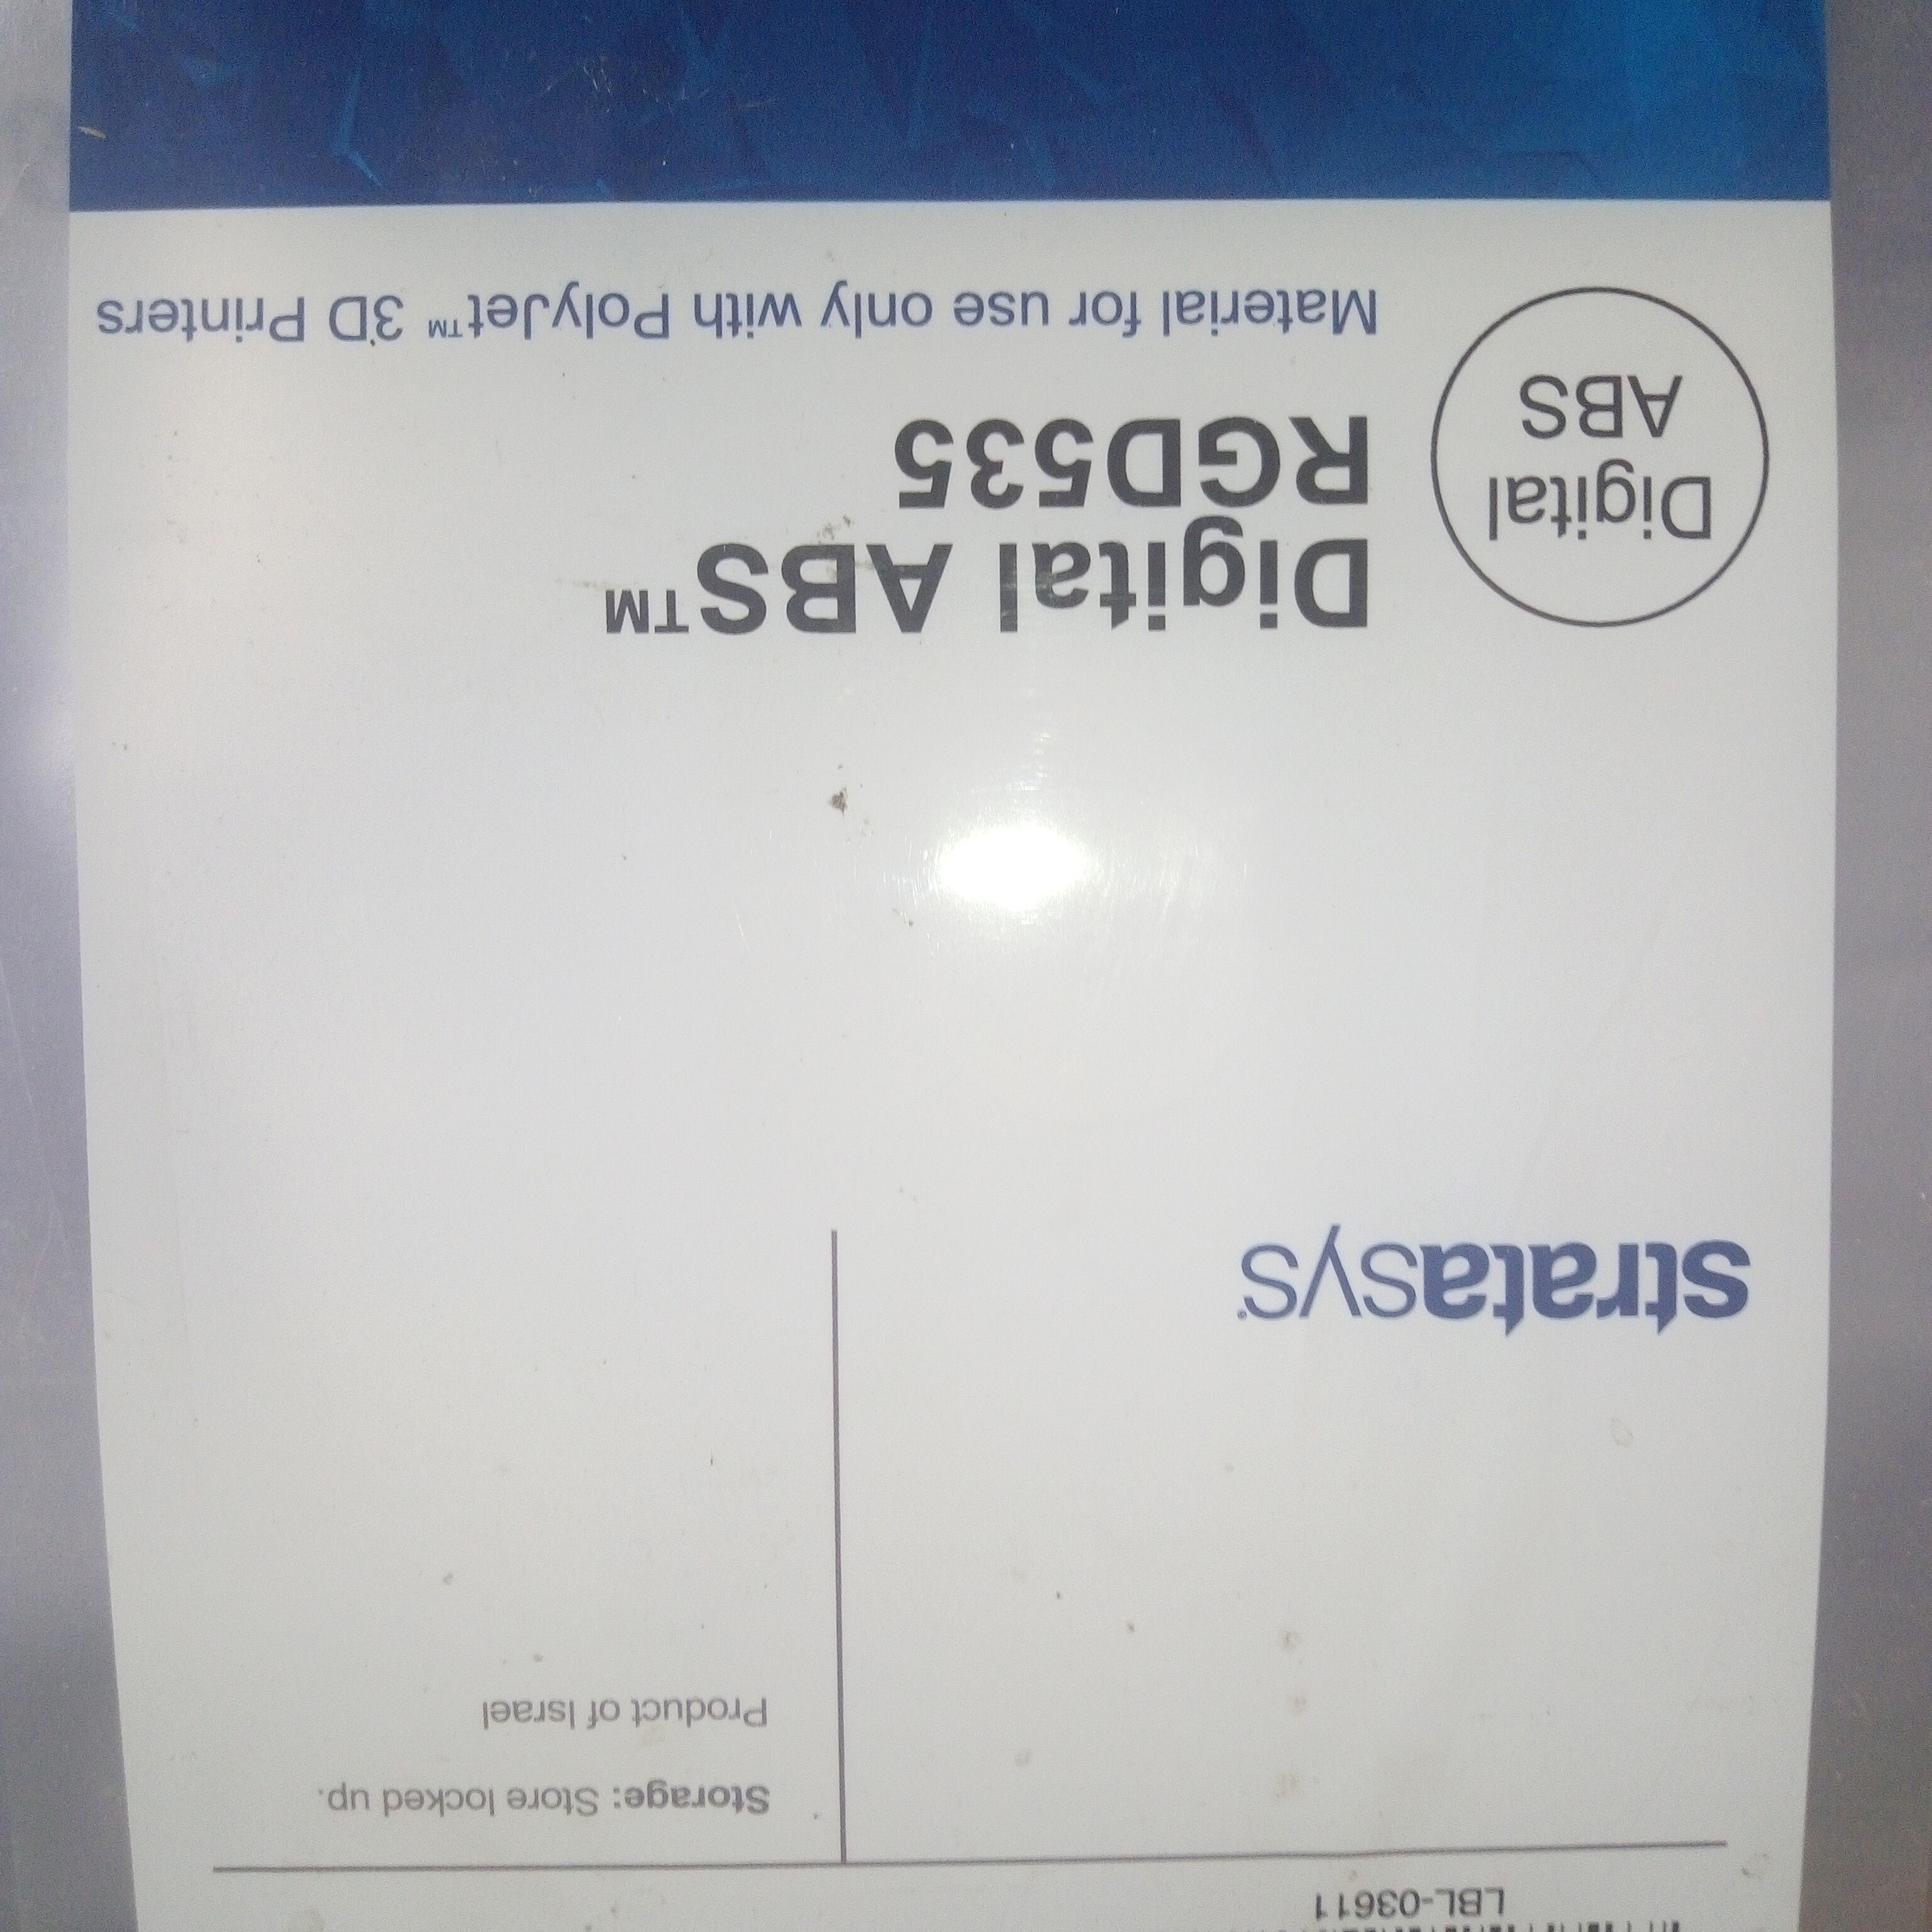 LBL-03611
Storage: Store locked up.
Product of Israel
stratasys
Digital ABS™
RGD535
Digital
ABS
Material for use only with PolyJet™ 3D Printers